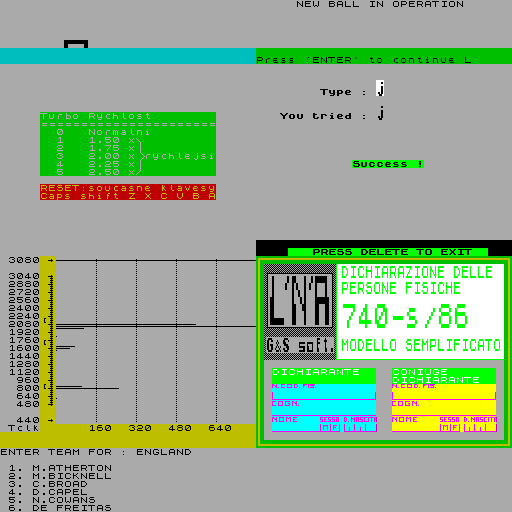 NEW BALL IN OPERATION
Press 'ENTER' to continue L
Type : j
You tried : j
Success !
Turbo Rychlost
0 Normalni
1 1.50 x
2 1.75 x
3 2.00 x rychlejsi
4 2.25 x
5 2.50 x
RESET:soucasne klavesy
Caps shift Z X C V B A
PRESS DELETE TO EXIT
L'N'A
G&S soft.
DICHIARAZIONE DELLE
PERSONE FISICHE
740-s/86
MODELLO SEMPLIFICATO
DICHIARANTE
N.COD.FIS.
COGN.
NOME SESSO D.NASCITA
M F
CONIUGE
DICHIARANTE
N.COD.FIS.
COGN.
NOME SESSO D.NASCITA
M F
3080
3040
2880
2720
2560
2400
2240
2080
1920
1760
1600
1440
1280
1120
960
800
640
480
440
Tclk 160 320 480 640
ENTER TEAM FOR : ENGLAND
1. M.ATHERTON
2. M.BICKNELL
3. C.BROAD
4. D.CAPEL
5. N.COWANS
6. DE FREITAS